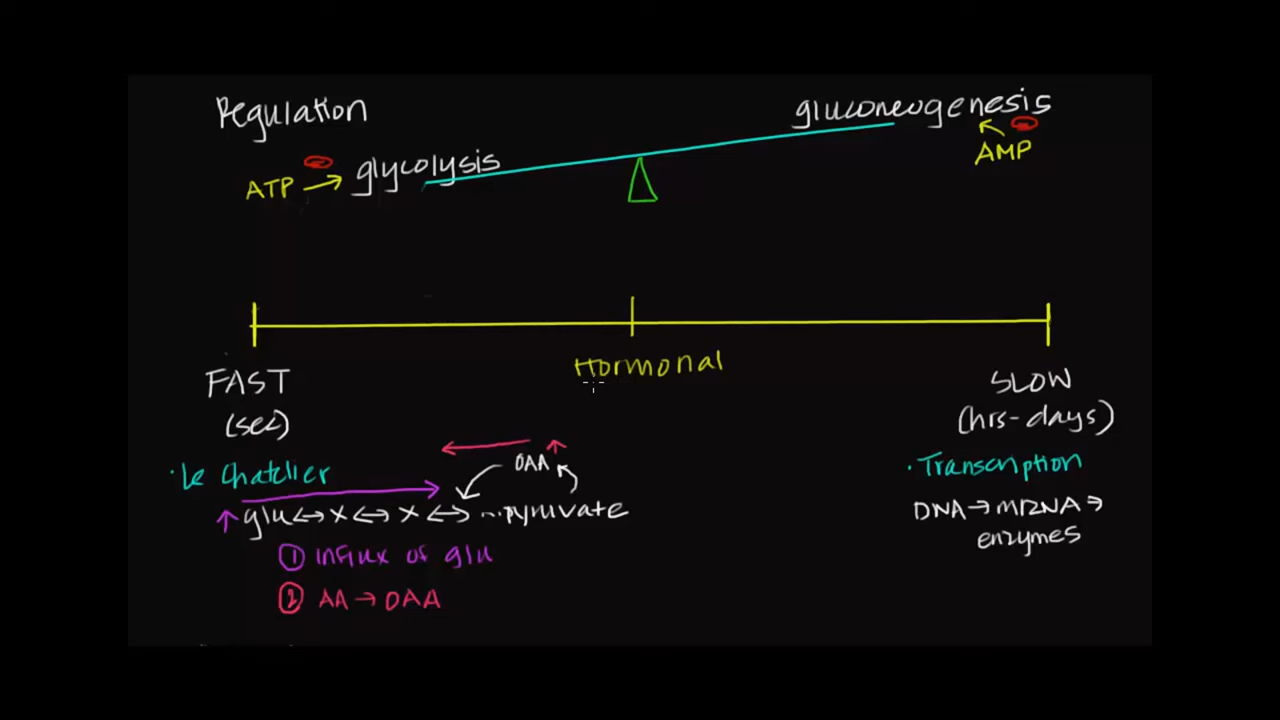 Regulation
gluconeogenesis
AMP
glycolysis
ATP →
Hormonal
FAST
(sec)
SLOW
(hrs-days)
· Le Chatelier
· Transcription
OAA ↑
↑ glu ↔ x ↔ x ↔ ... pyruvate
DNA → mRNA →
enzymes
① influx of glu
② AA → OAA